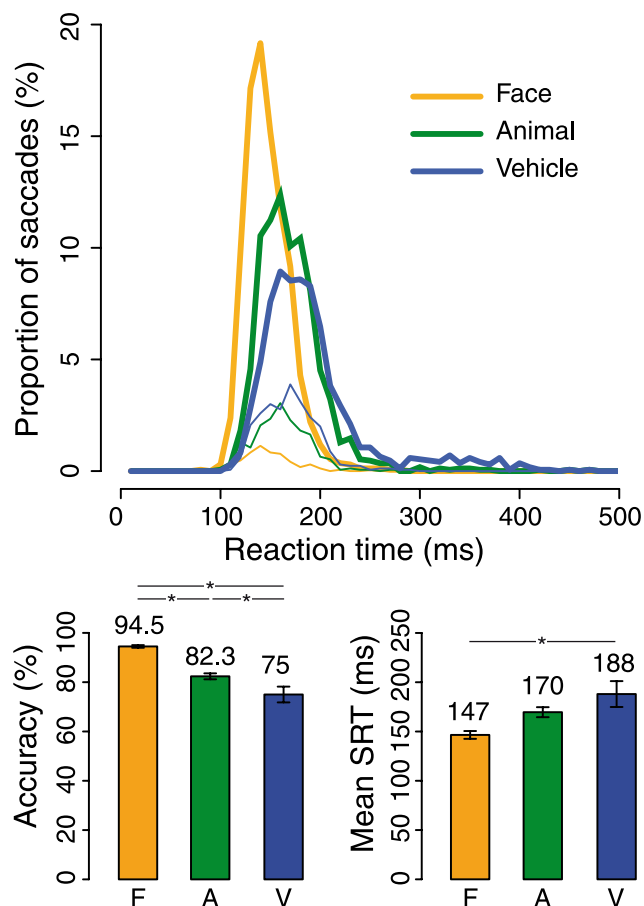 20
15
10
5
0
Proportion of saccades (%)
Face
Animal
Vehicle
0 100 200 300 400 500
Reaction time (ms)
*
* *
100
80
60
40
20
0
Accuracy (%)
94.5
82.3
75
F A V
250
200
150
100
50
0
Mean SRT (ms)
*
147
170
188
F A V